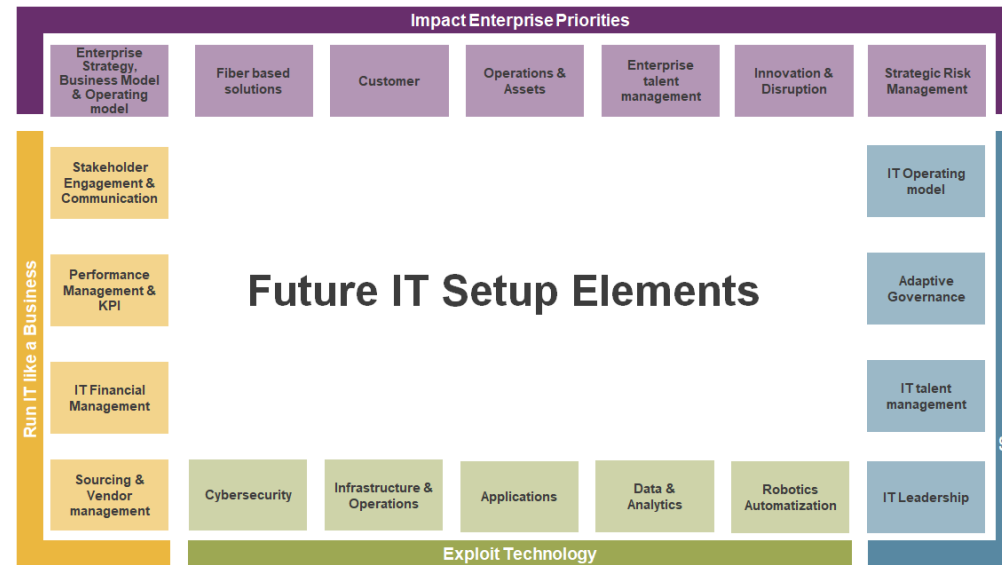 Impact Enterprise Priorities
Enterprise
Strategy,
Business Model
& Operating
model
Fiber based
solutions
Customer
Operations &
Assets
Enterprise
talent
management
Innovation &
Disruption
Strategic Risk
Management
Run IT like a Business
Stakeholder
Engagement &
Communication
Performance
Management &
KPI
IT Financial
Management
Sourcing &
Vendor
management
Future IT Setup Elements
IT Operating
model
Adaptive
Governance
IT talent
management
IT Leadership
Cybersecurity
Infrastructure &
Operations
Applications
Data &
Analytics
Robotics
Automatization
Exploit Technology